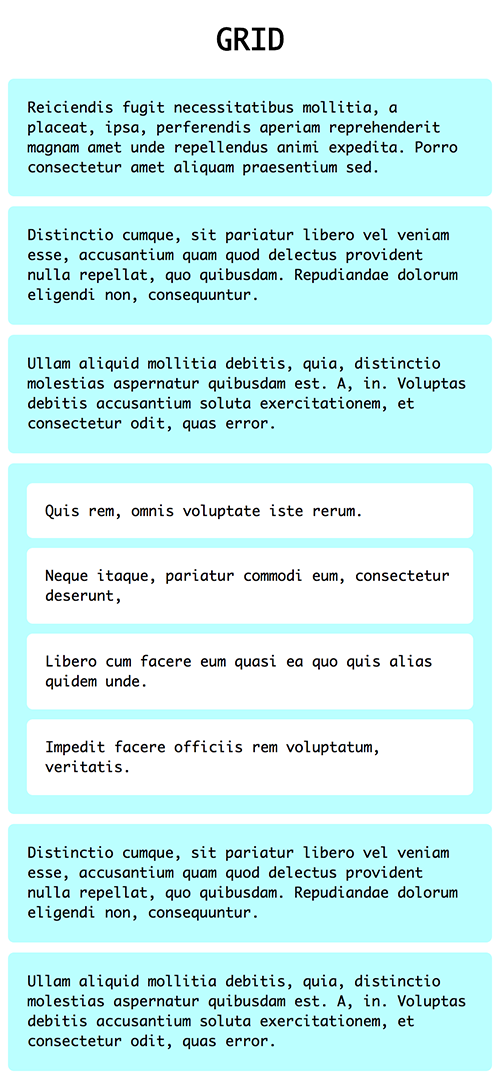 GRID
Reiciendis fugit necessitatibus mollitia, a
placeat, ipsa, perferendis aperiam reprehenderit
magnam amet unde repellendus animi expedita. Porro
consectetur amet aliquam praesentium sed.
Distinctio cumque, sit pariatur libero vel veniam
esse, accusantium quam quod delectus provident
nulla repellat, quo quibusdam. Repudiandae dolorum
eligendi non, consequuntur.
Ullam aliquid mollitia debitis, quia, distinctio
molestias aspernatur quibusdam est. A, in. Voluptas
debitis accusantium soluta exercitationem, et
consectetur odit, quas error.
Quis rem, omnis voluptate iste rerum.
Neque itaque, pariatur commodi eum, consectetur
deserunt,
Libero cum facere eum quasi ea quo quis alias
quidem unde.
Impedit facere officiis rem voluptatum,
veritatis.
Distinctio cumque, sit pariatur libero vel veniam
esse, accusantium quam quod delectus provident
nulla repellat, quo quibusdam. Repudiandae dolorum
eligendi non, consequuntur.
Ullam aliquid mollitia debitis, quia, distinctio
molestias aspernatur quibusdam est. A, in. Voluptas
debitis accusantium soluta exercitationem, et
consectetur odit, quas error.